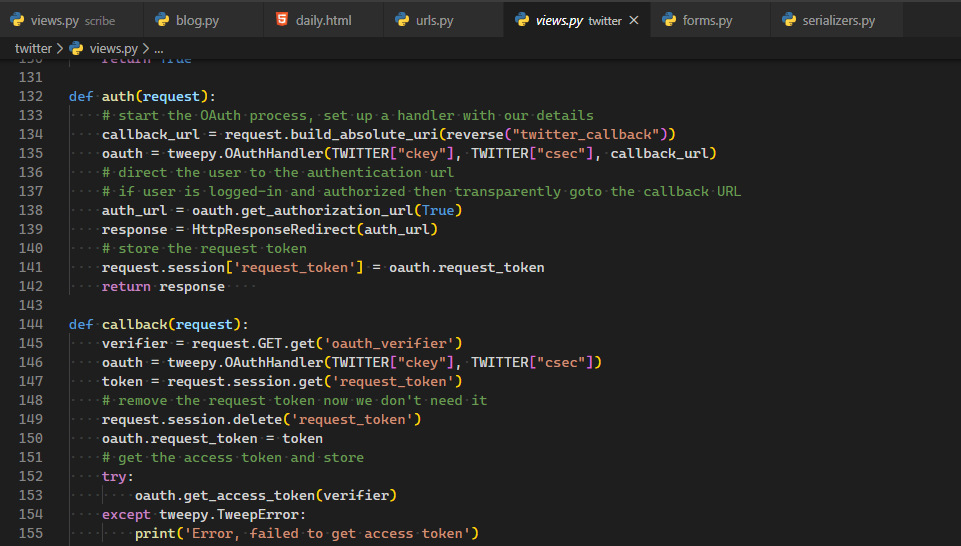 views.py scribe blog.py daily.html urls.py views.py twitter forms.py serializers.py
twitter > views.py > ...
130 return True
131
132 def auth(request):
133 # start the OAuth process, set up a handler with our details
134 callback_url = request.build_absolute_uri(reverse("twitter_callback"))
135 oauth = tweepy.OAuthHandler(TWITTER["ckey"], TWITTER["csec"], callback_url)
136 # direct the user to the authentication url
137 # if user is logged-in and authorized then transparently goto the callback URL
138 auth_url = oauth.get_authorization_url(True)
139 response = HttpResponseRedirect(auth_url)
140 # store the request token
141 request.session['request_token'] = oauth.request_token
142 return response
143
144 def callback(request):
145 verifier = request.GET.get('oauth_verifier')
146 oauth = tweepy.OAuthHandler(TWITTER["ckey"], TWITTER["csec"])
147 token = request.session.get('request_token')
148 # remove the request token now we don't need it
149 request.session.delete('request_token')
150 oauth.request_token = token
151 # get the access token and store
152 try:
153 oauth.get_access_token(verifier)
154 except tweepy.TweepError:
155 print('Error, failed to get access token')